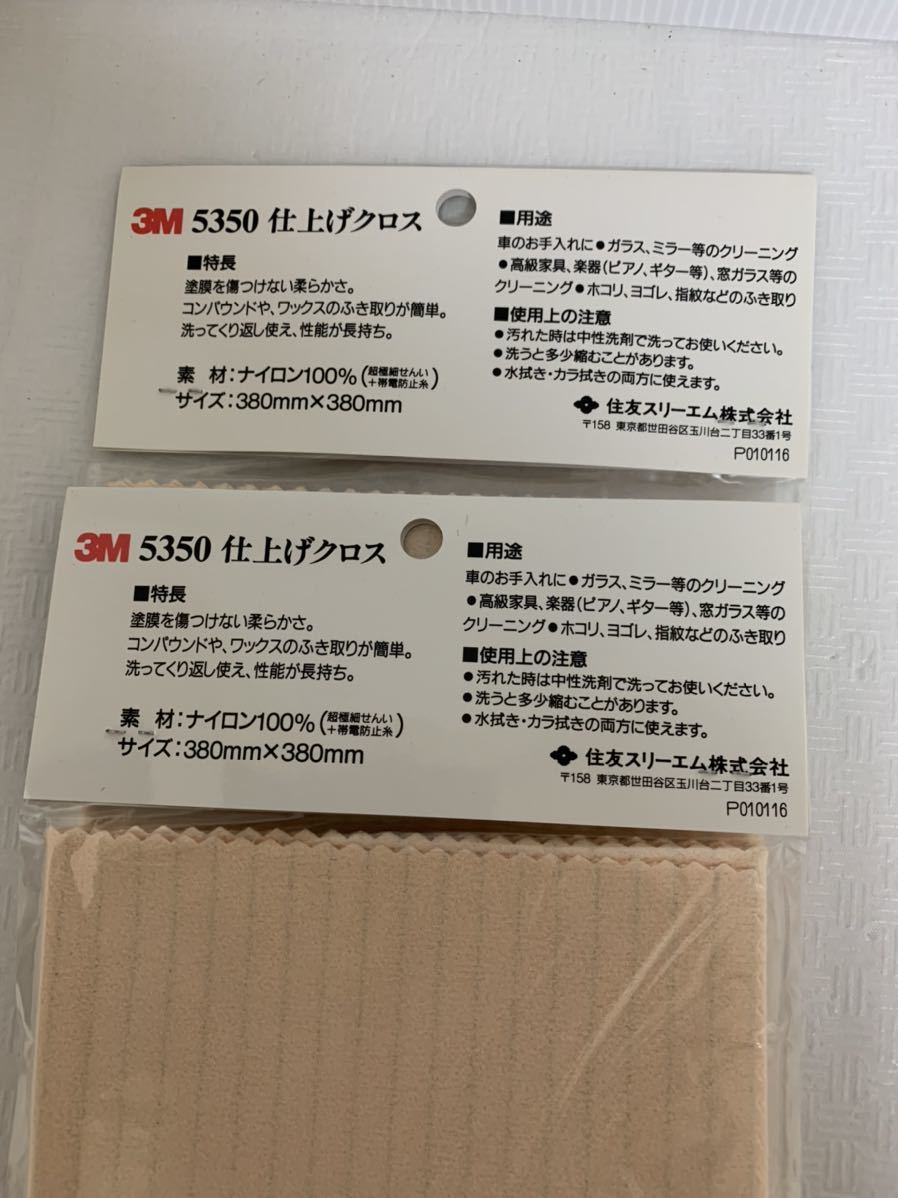 3M 5350 仕上げクロス
■特長
塗膜を傷つけない柔らかさ。
コンパウンドや、ワックスのふき取りが簡単。
洗ってくり返し使え、性能が長持ち。
素 材：ナイロン100%(超極細せんい+帯電防止糸)
サイズ：380mm×380mm
■用途
車のお手入れに●ガラス、ミラー等のクリーニング
●高級家具、楽器(ピアノ、ギター等)、窓ガラス等の
クリーニング●ホコリ、ヨゴレ、指紋などのふき取り
■使用上の注意
●汚れた時は中性洗剤で洗ってお使いください。
●洗うと多少縮むことがあります。
●水拭き・カラ拭きの両方に使えます。
住友スリーエム株式会社
〒158 東京都世田谷区玉川台二丁目33番1号
P010116
3M 5350 仕上げクロス
■特長
塗膜を傷つけない柔らかさ。
コンパウンドや、ワックスのふき取りが簡単。
洗ってくり返し使え、性能が長持ち。
素 材：ナイロン100%(超極細せんい+帯電防止糸)
サイズ：380mm×380mm
■用途
車のお手入れに●ガラス、ミラー等のクリーニング
●高級家具、楽器(ピアノ、ギター等)、窓ガラス等の
クリーニング●ホコリ、ヨゴレ、指紋などのふき取り
■使用上の注意
●汚れた時は中性洗剤で洗ってお使いください。
●洗うと多少縮むことがあります。
●水拭き・カラ拭きの両方に使えます。
住友スリーエム株式会社
〒158 東京都世田谷区玉川台二丁目33番1号
P010116